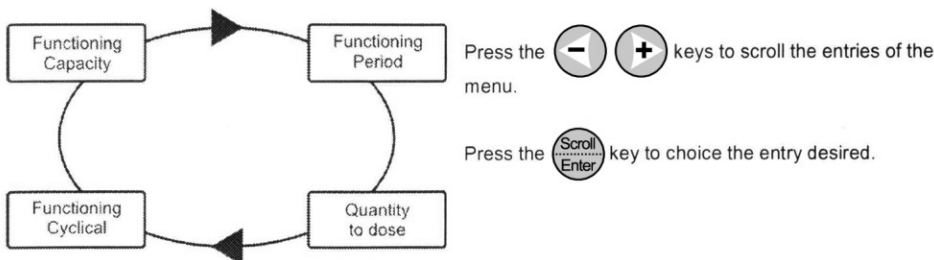 Functioning
Capacity
Functioning
Period
Functioning
Cyclical
Quantity
to dose
Press the − + keys to scroll the entries of the
menu.
Press the Scroll Enter key to choice the entry desired.